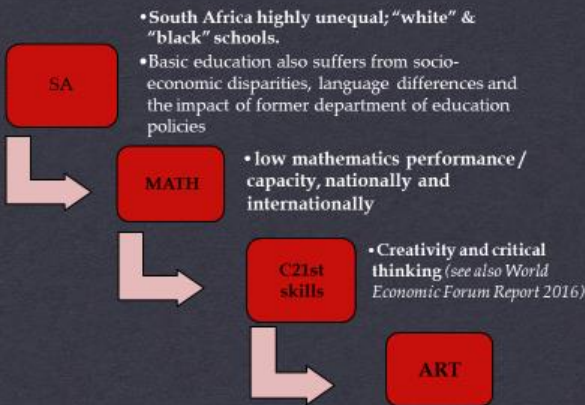 •South Africa highly unequal; “white” &
“black” schools.
•Basic education also suffers from socio-
economic disparities, language differences and
the impact of former department of education
policies
SA
•low mathematics performance/
capacity, nationally and
internationally
MATH
•Creativity and critical
thinking (see also World
Economic Forum Report 2016)
C21st
skills
ART